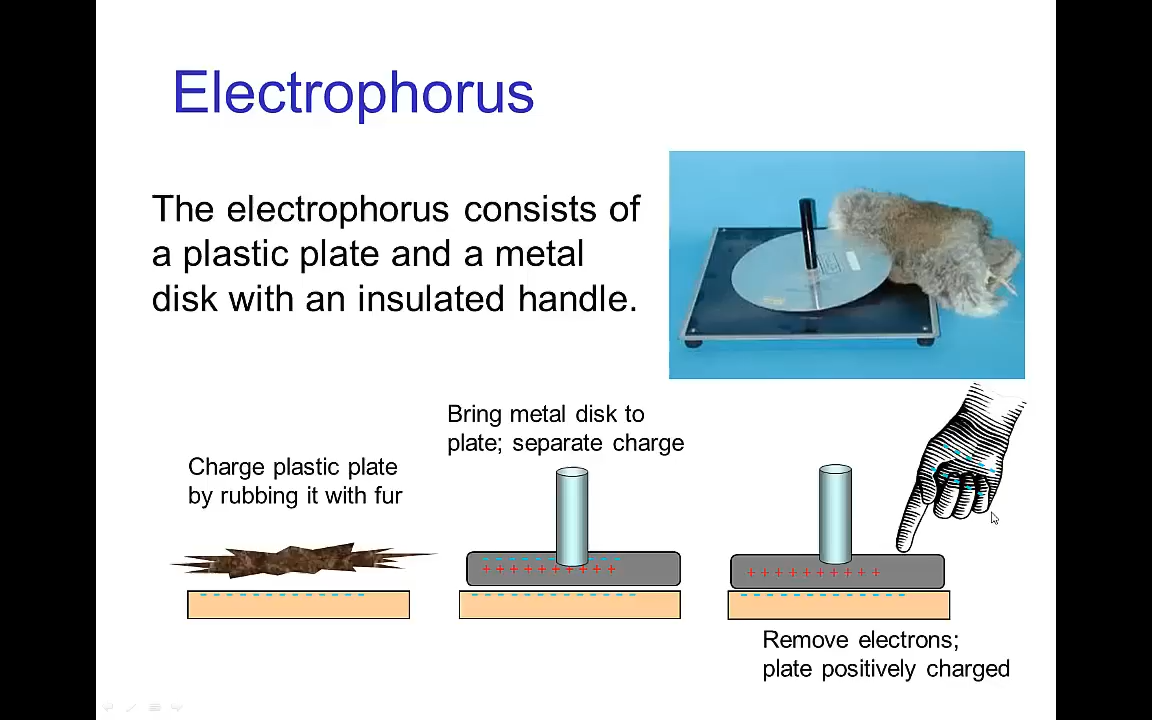 Electrophorus
The electrophorus consists of
a plastic plate and a metal
disk with an insulated handle.
Bring metal disk to
plate; separate charge
Charge plastic plate
by rubbing it with fur
- - - - - - - - - - - -
+ + + + + + + + + +
- - - - - - - - - - - -
+ + + + + + + + + +
- - - - - - - - - - - -
Remove electrons;
plate positively charged